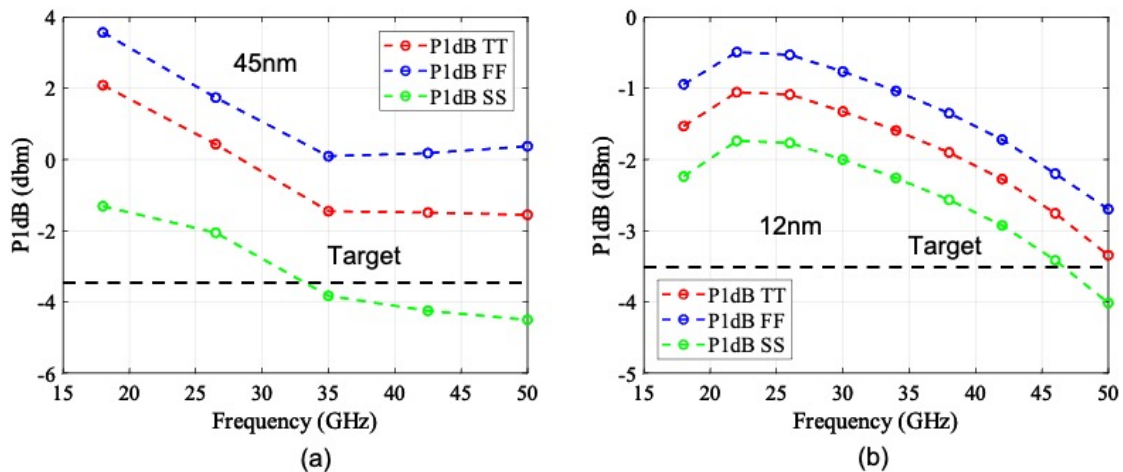 4
2
0
-2
-4
-6
P1dB (dbm)
45nm
P1dB TT
P1dB FF
P1dB SS
Target
15 20 25 30 35 40 45 50
Frequency (GHz)
(a)
0
-1
-2
-3
-4
-5
P1dB (dBm)
12nm
Target
P1dB TT
P1dB FF
P1dB SS
15 20 25 30 35 40 45 50
Frequency (GHz)
(b)